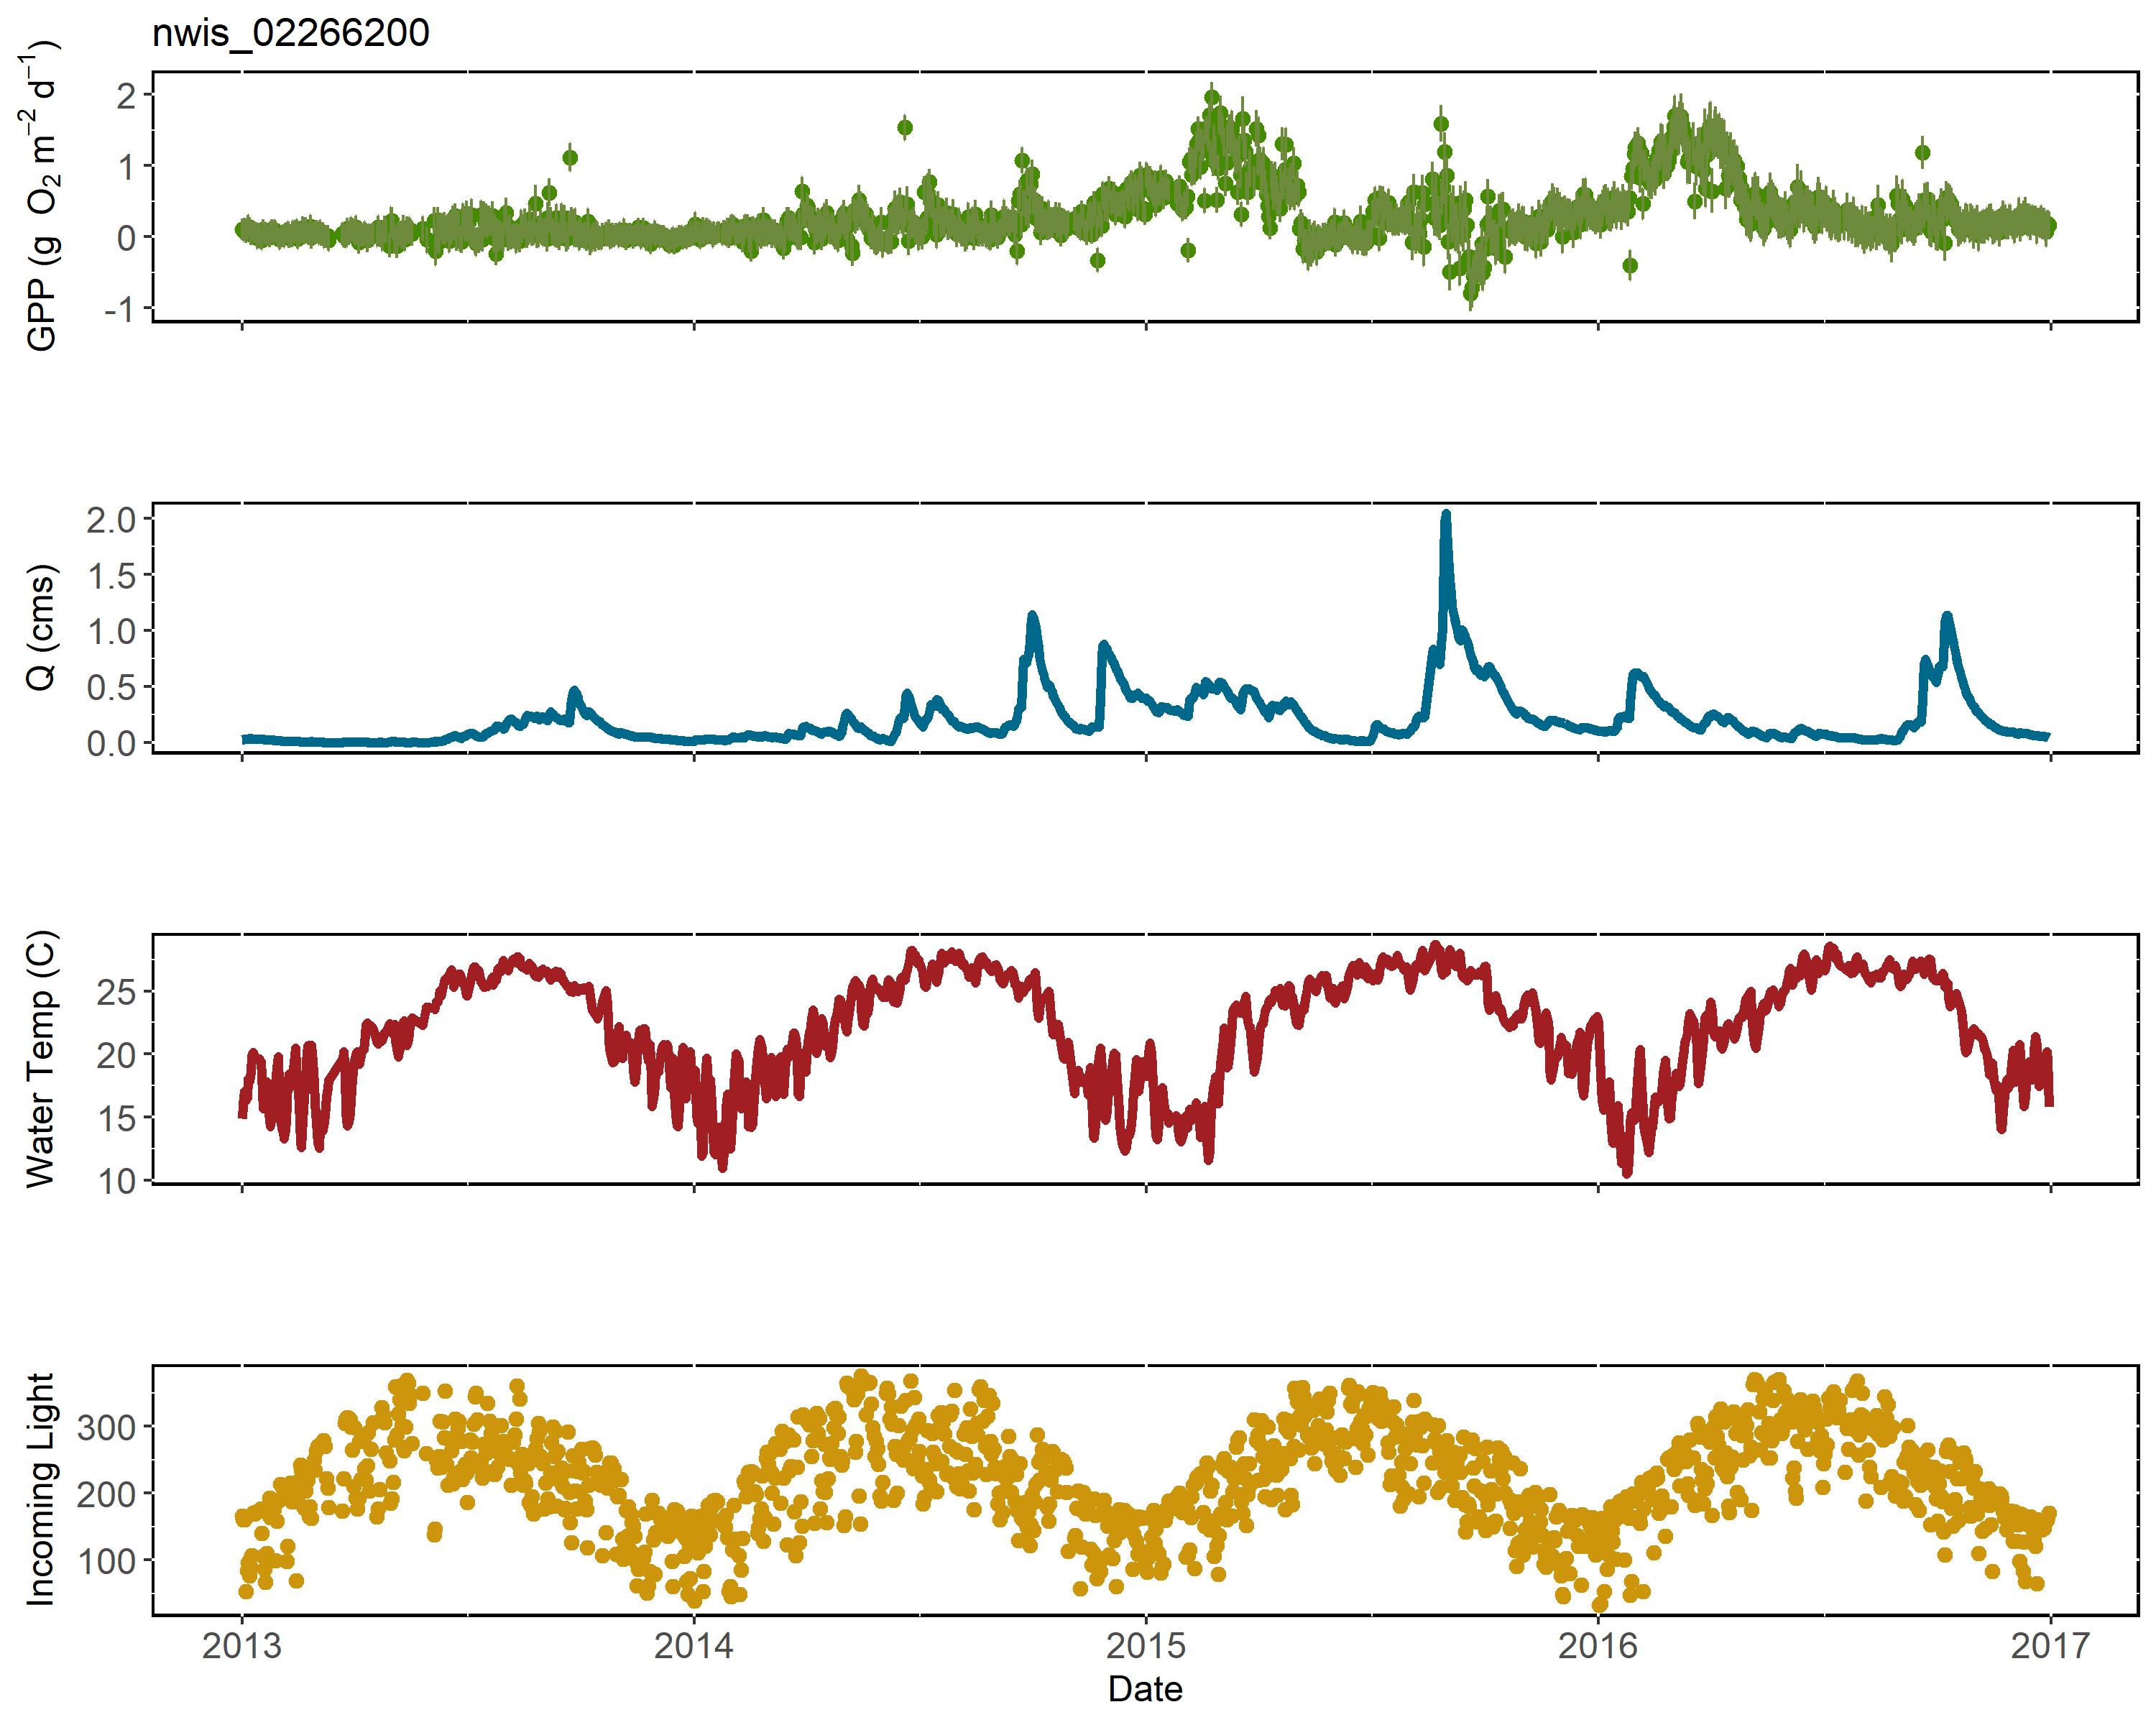 nwis_02266200
GPP (g O₂ m⁻² d⁻¹)
2
1
0
-1
Q (cms)
2.0
1.5
1.0
0.5
0.0
Water Temp (C)
25
20
15
10
Incoming Light
300
200
100
2013 2014 2015 2016 2017
Date